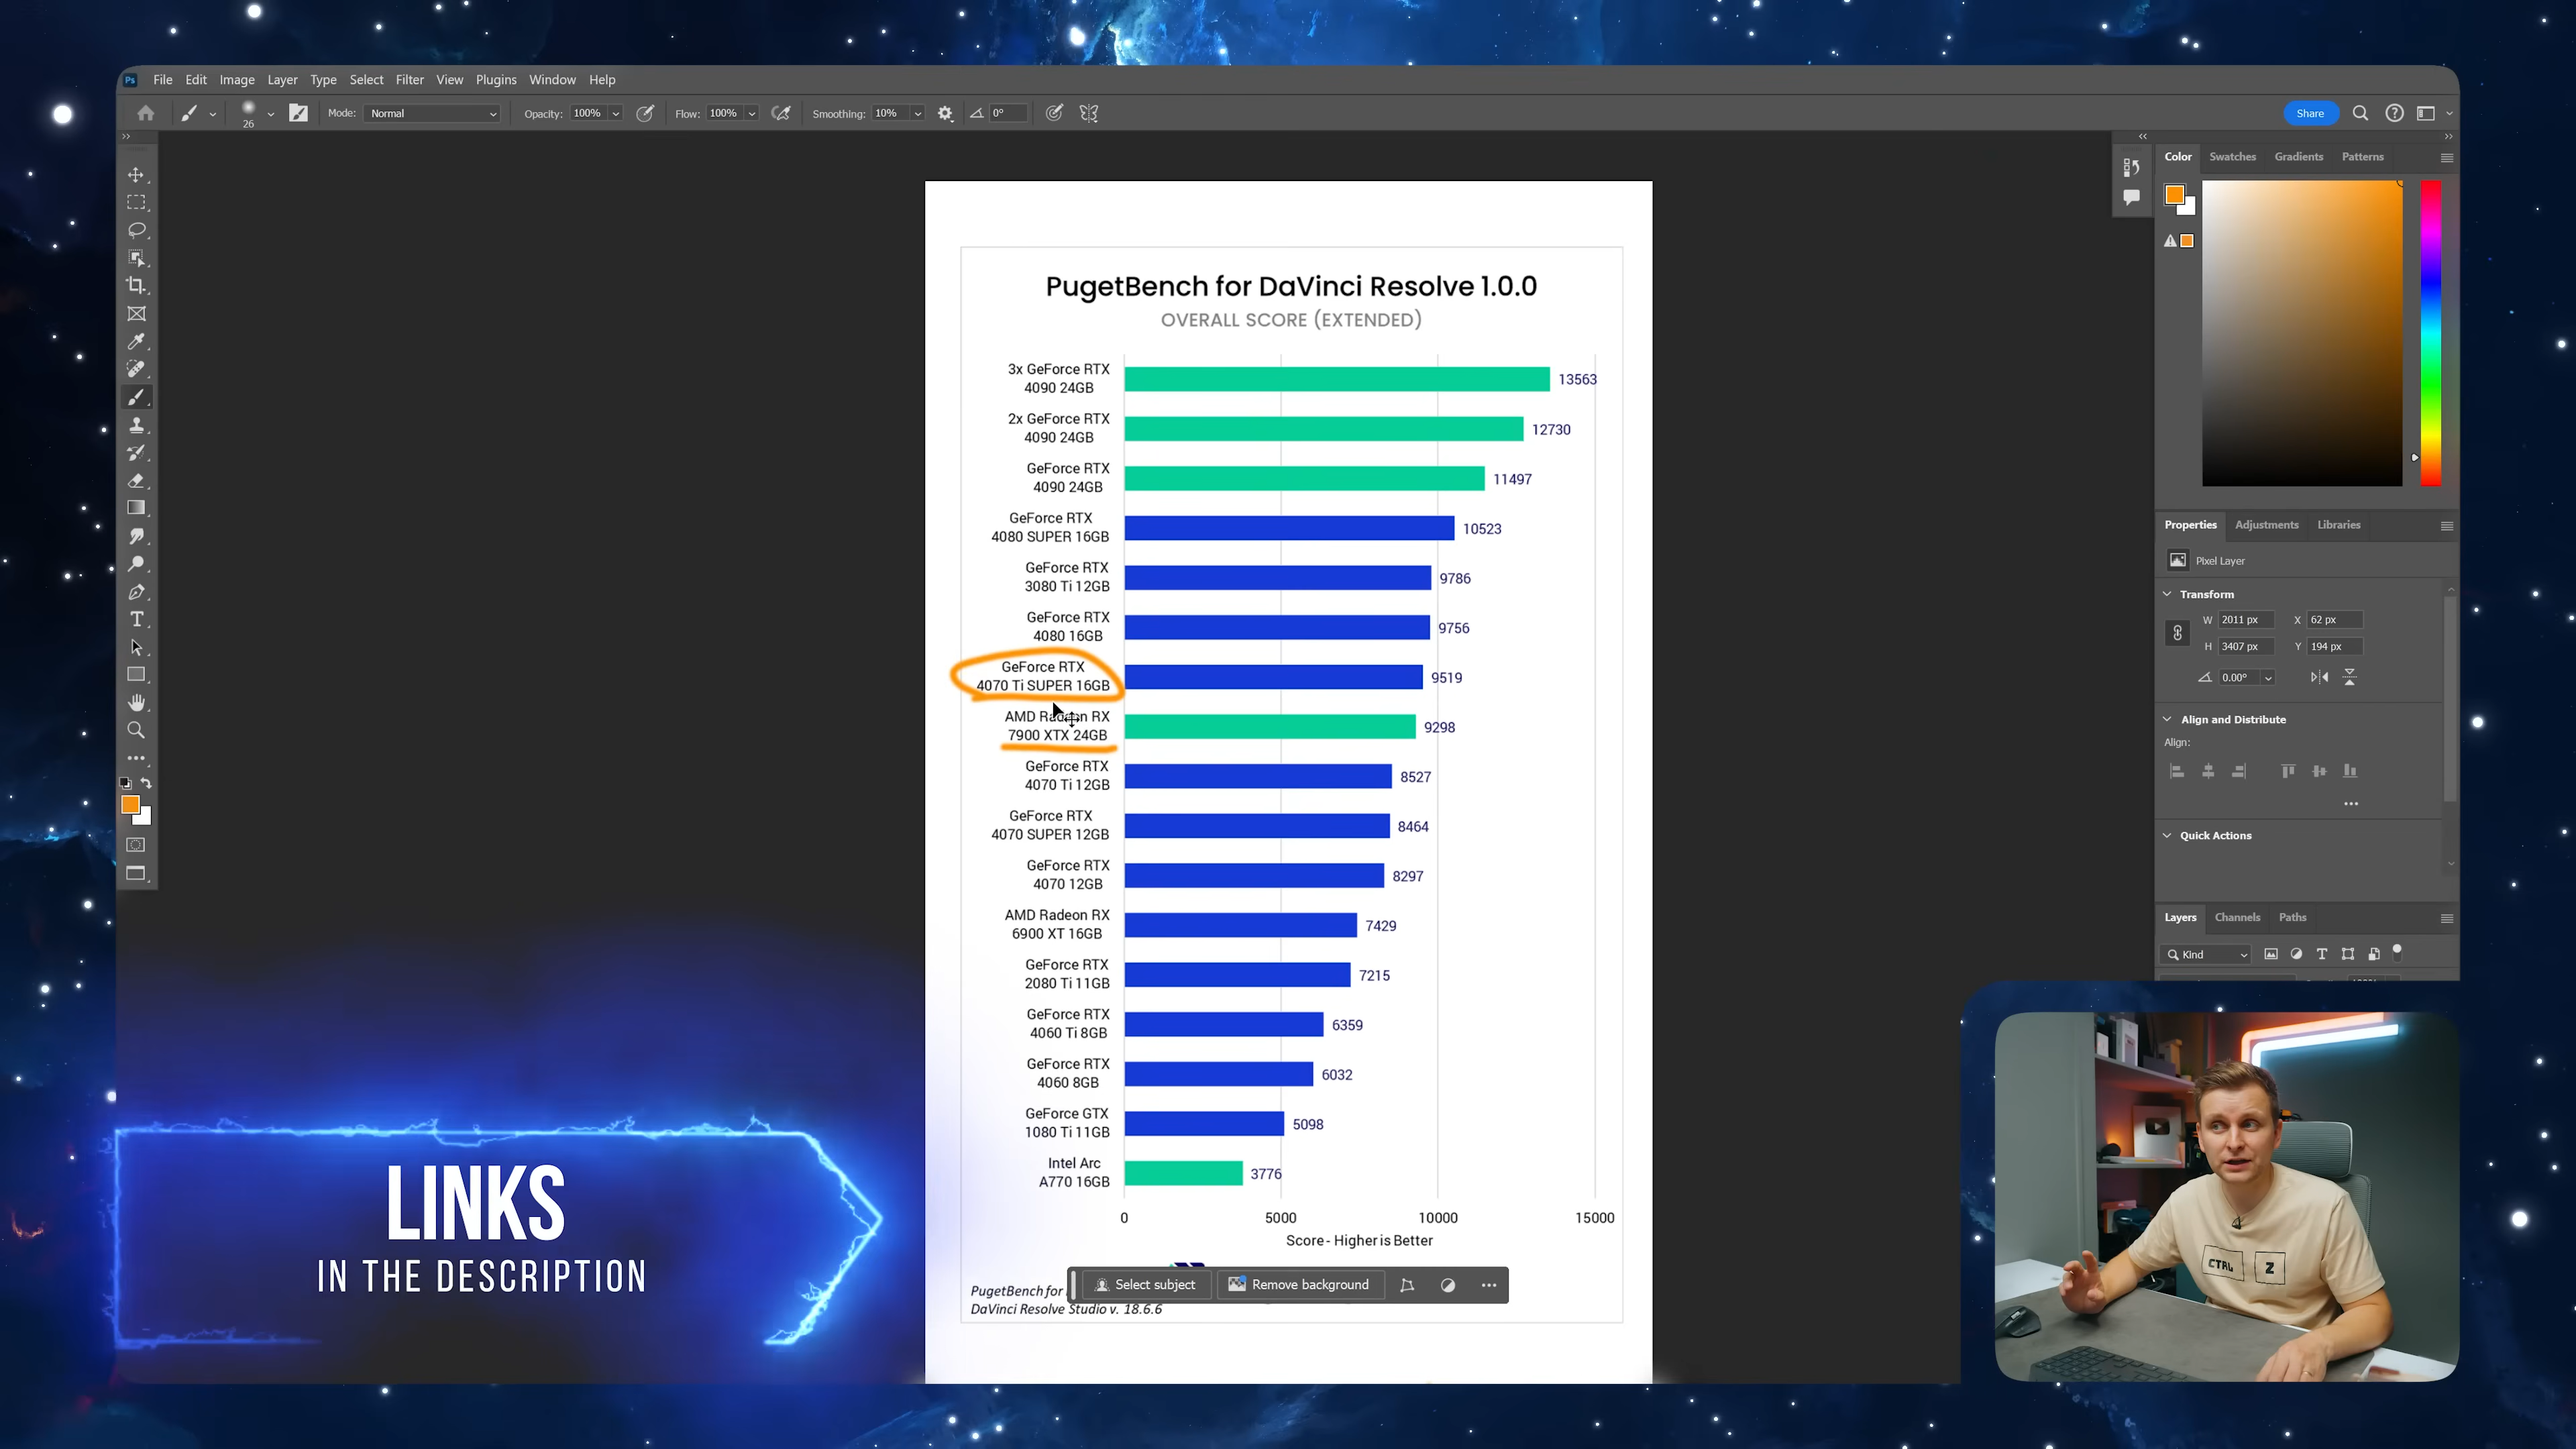 Ps File Edit Image Layer Type Select Filter View Plugins Window Help
26 Mode: Normal Opacity: 100% Flow: 100% Smoothing: 10% 0° Share
Color Swatches Gradients Patterns
PugetBench for DaVinci Resolve 1.0.0
OVERALL SCORE (EXTENDED)
3x GeForce RTX
4090 24GB
13563
2x GeForce RTX
4090 24GB
12730
GeForce RTX
4090 24GB
11497
GeForce RTX
4080 SUPER 16GB
10523
GeForce RTX
3080 Ti 12GB
9786
GeForce RTX
4080 16GB
9756
GeForce RTX
4070 Ti SUPER 16GB
9519
AMD Radeon RX
7900 XTX 24GB
9298
GeForce RTX
4070 Ti 12GB
8527
GeForce RTX
4070 SUPER 12GB
8464
GeForce RTX
4070 12GB
8297
AMD Radeon RX
6900 XT 16GB
7429
GeForce RTX
2080 Ti 11GB
7215
GeForce RTX
4060 Ti 8GB
6359
GeForce RTX
4060 8GB
6032
GeForce GTX
1080 Ti 11GB
5098
Intel Arc
A770 16GB
3776
0 5000 10000 15000
Score - Higher is Better
PugetBench for
DaVinci Resolve Studio v. 18.6.6
Select subject Remove background
Properties Adjustments Libraries
Pixel Layer
Transform
W 2011 px X 62 px
H 3407 px Y 194 px
0.00°
Align and Distribute
Align:
Quick Actions
Layers Channels Paths
Kind
LINKS
IN THE DESCRIPTION
CTRL Z